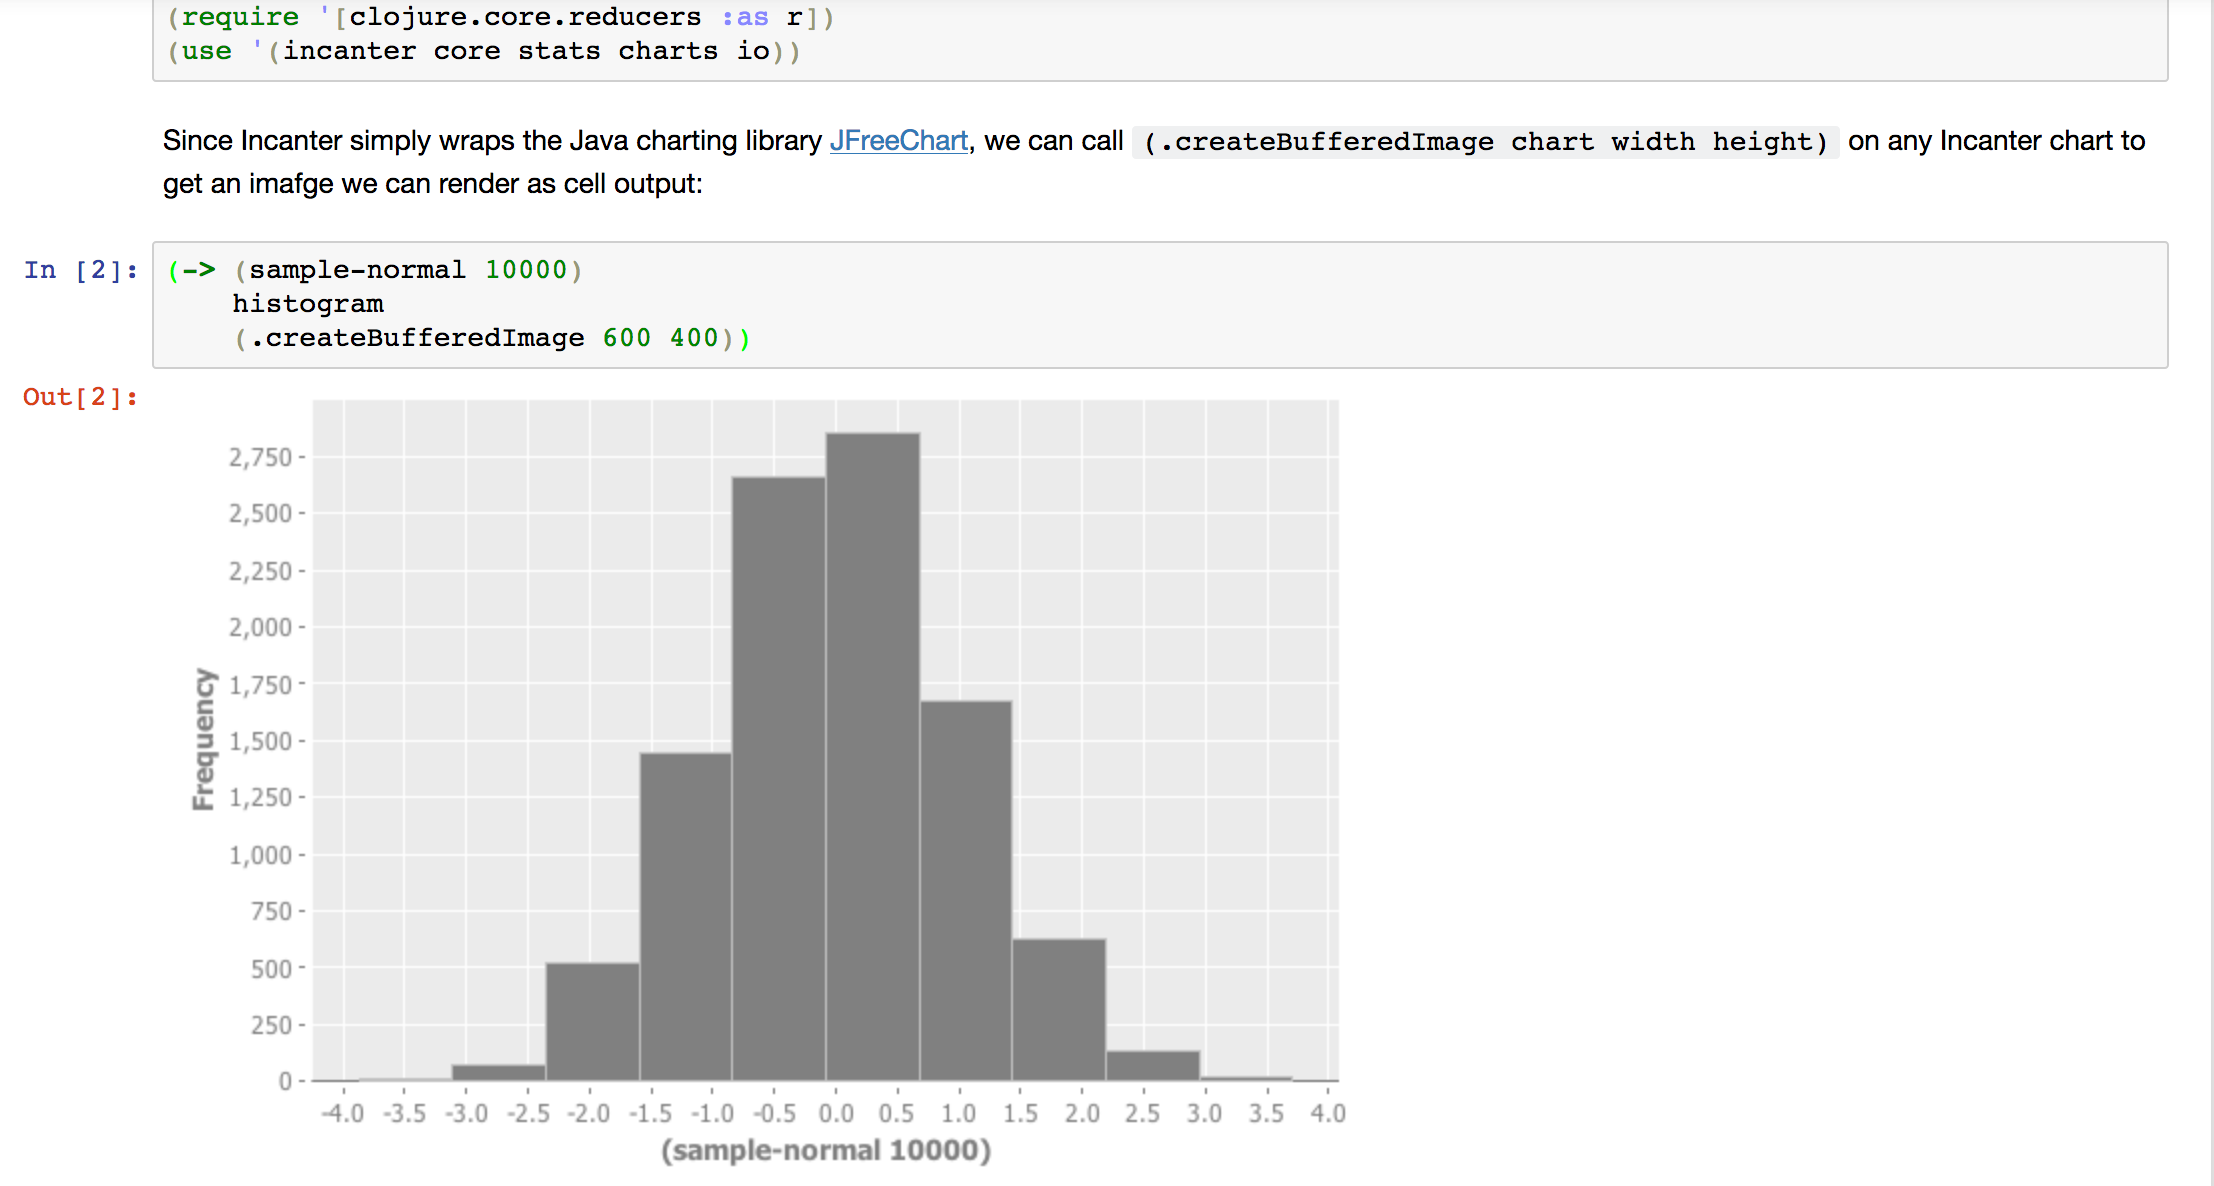 (require '[clojure.core.reducers :as r])
(use '(incanter core stats charts io))
Since Incanter simply wraps the Java charting library JFreeChart, we can call (.createBufferedImage chart width height) on any Incanter chart to
get an imafge we can render as cell output:
In [2]: (-> (sample-normal 10000)
histogram
(.createBufferedImage 600 400))
Out[2]:
2,750
2,500
2,250
2,000
1,750
1,500
1,250
1,000
750
500
250
0
Frequency
-4.0 -3.5 -3.0 -2.5 -2.0 -1.5 -1.0 -0.5 0.0 0.5 1.0 1.5 2.0 2.5 3.0 3.5 4.0
(sample-normal 10000)